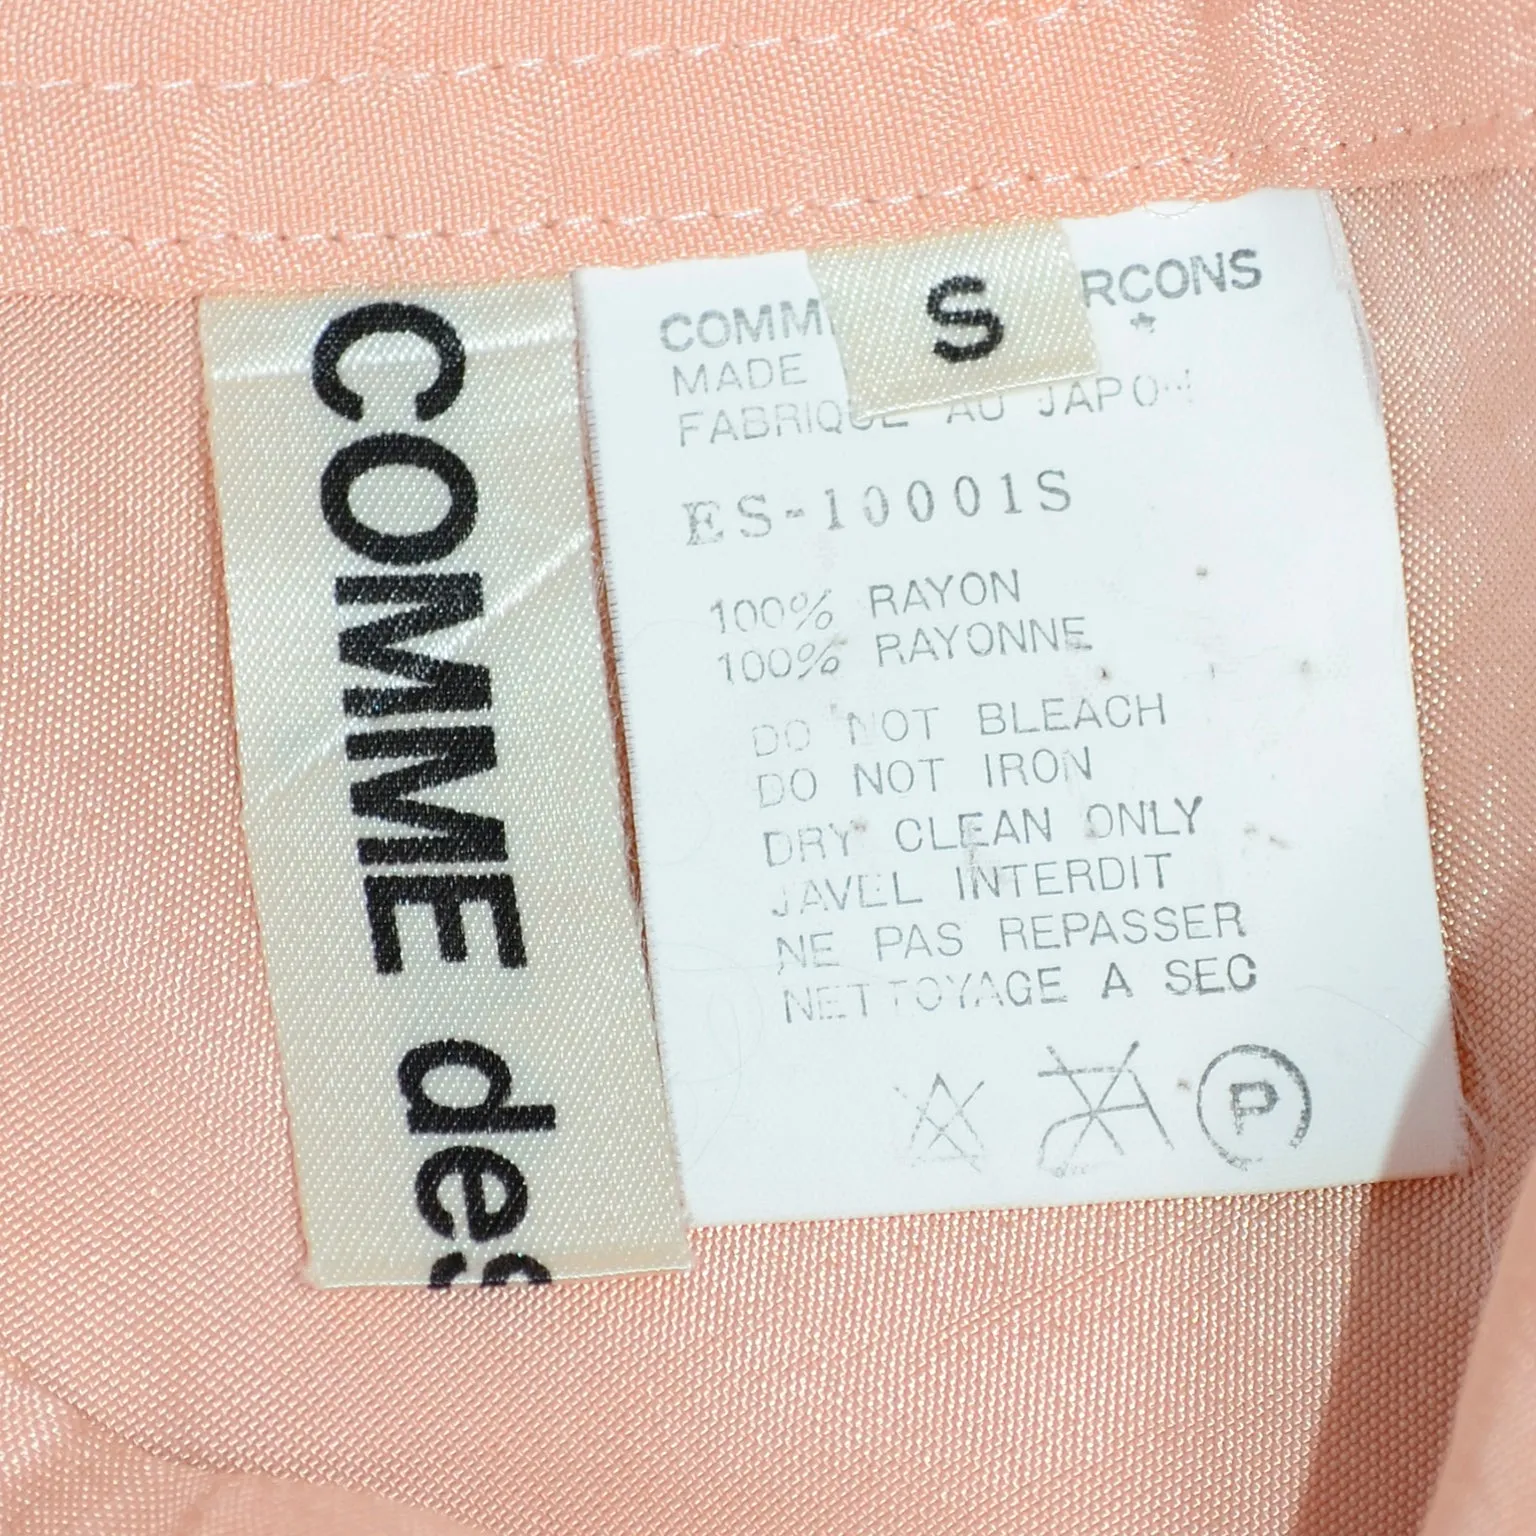 COMME des
S
COMM RCONS
MADE
FABRIQUE AU JAPON
ES-10001S
100% RAYON
100% RAYONNE
DO NOT BLEACH
DO NOT IRON
DRY CLEAN ONLY
JAVEL INTERDIT
NE PAS REPASSER
NETTOYAGE A SEC
P